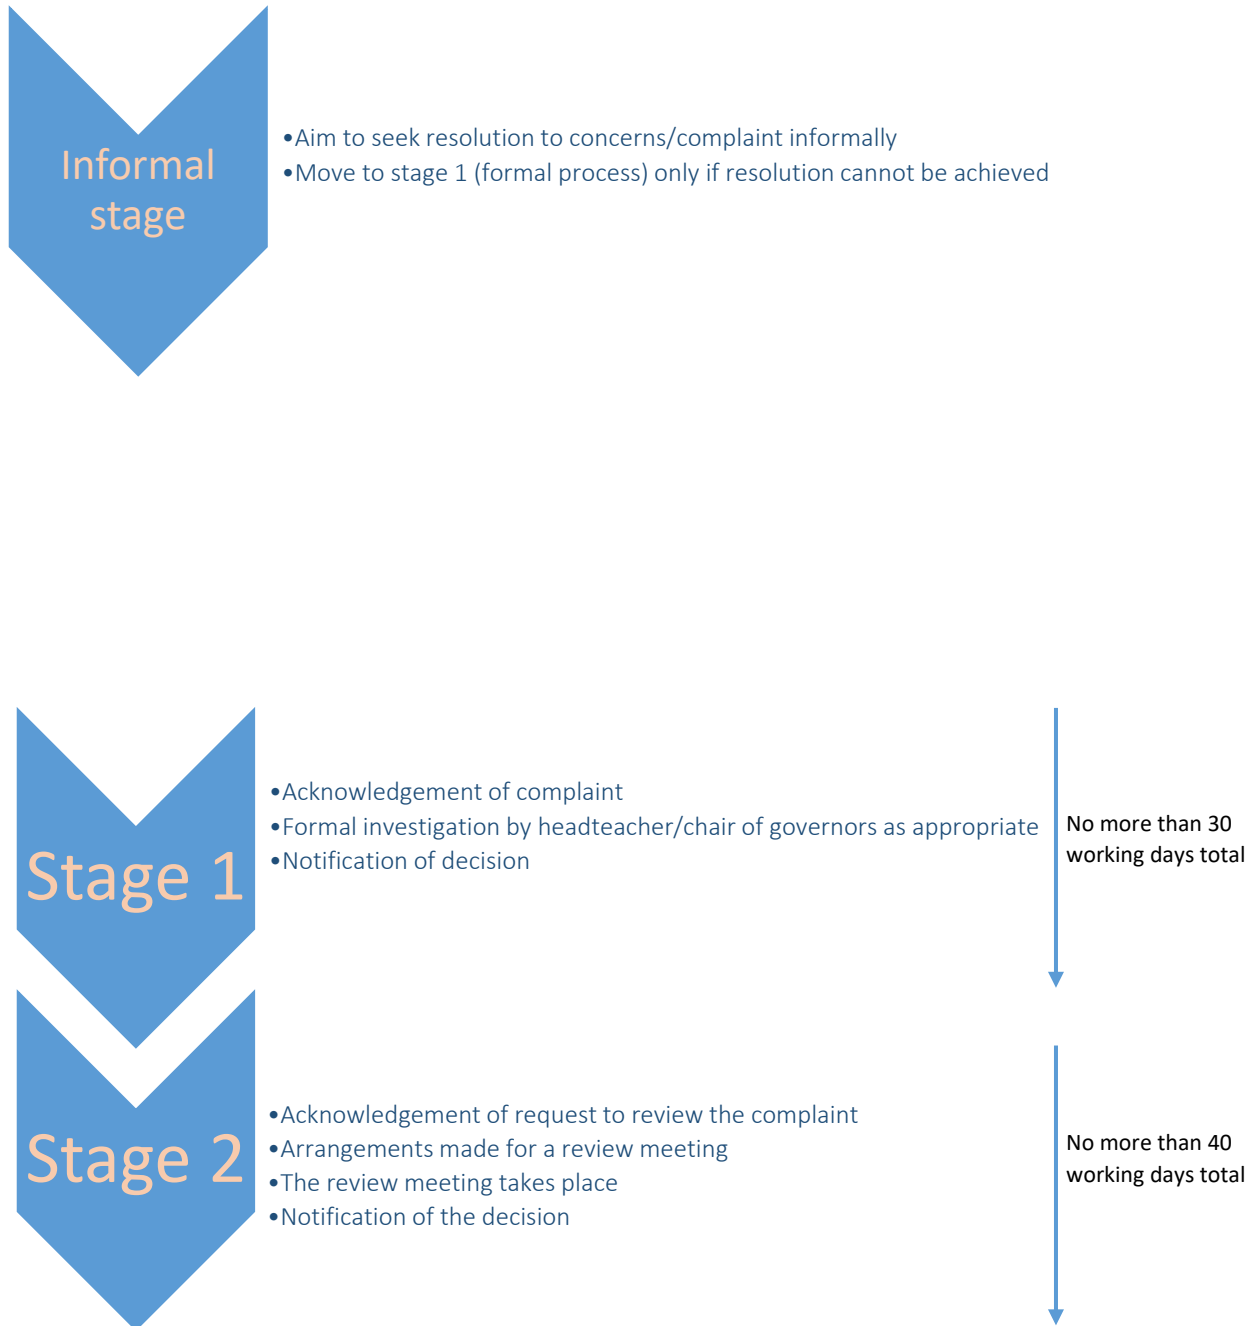 Informal
stage
•Aim to seek resolution to concerns/complaint informally
•Move to stage 1 (formal process) only if resolution cannot be achieved
Stage 1
•Acknowledgement of complaint
•Formal investigation by headteacher/chair of governors as appropriate
•Notification of decision
No more than 30
working days total
Stage 2
•Acknowledgement of request to review the complaint
•Arrangements made for a review meeting
•The review meeting takes place
•Notification of the decision
No more than 40
working days total